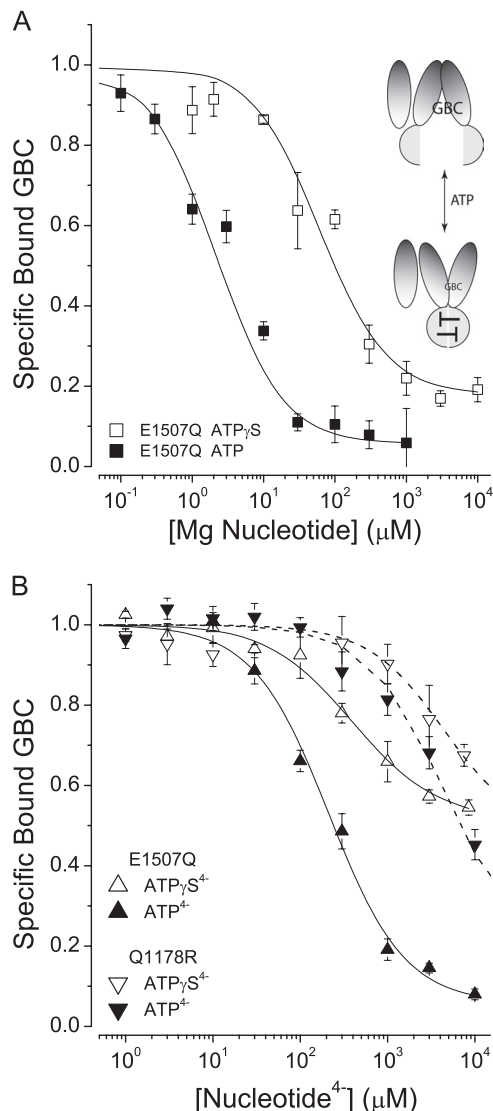 A
1.0
0.8
0.6
0.4
0.2
0.0
Specific Bound GBC
GBC
ATP
GBC
E1507Q ATPγS
E1507Q ATP
10⁻¹ 10⁰ 10¹ 10² 10³ 10⁴
[Mg Nucleotide] (μM)
B
1.0
0.8
0.6
0.4
0.2
0.0
Specific Bound GBC
E1507Q
ATPγS⁴⁻
ATP⁴⁻
Q1178R
ATPγS⁴⁻
ATP⁴⁻
10⁰ 10¹ 10² 10³ 10⁴
[Nucleotide⁴⁻] (μM)